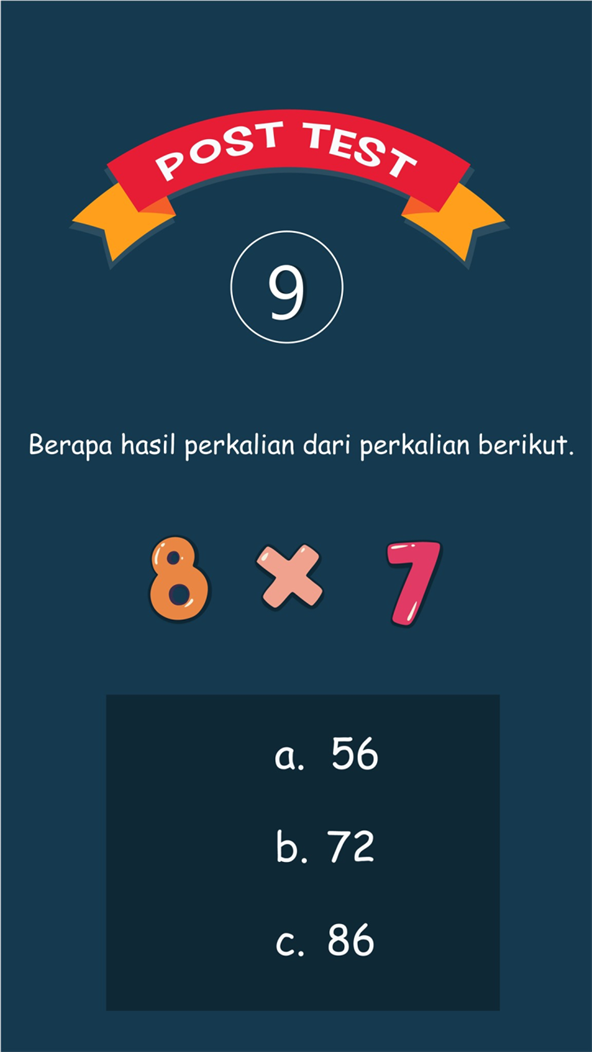 POST TEST
9
Berapa hasil perkalian dari perkalian berikut.
8 × 7
a. 56
b. 72
c. 86